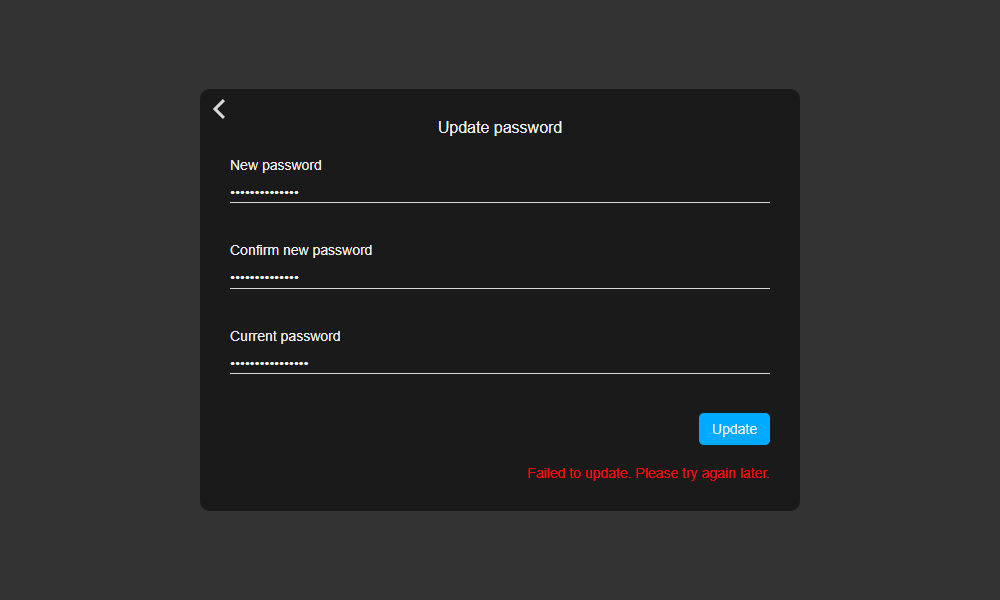 Update password
New password
••••••••••••••
Confirm new password
••••••••••••••
Current password
••••••••••••••••
Update
Failed to update. Please try again later.